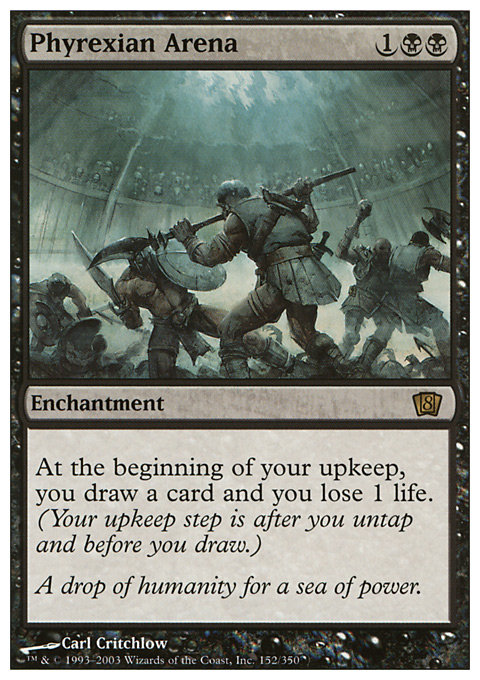 Phyrexian Arena 1
Enchantment 8
At the beginning of your upkeep,
you draw a card and you lose 1 life.
(Your upkeep step is after you untap
and before you draw.)
A drop of humanity for a sea of power.
Carl Critchlow
™ & © 1993–2003 Wizards of the Coast, Inc. 152/350